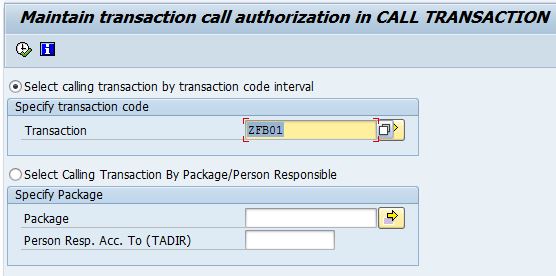 Maintain transaction call authorization in CALL TRANSACTION
Select calling transaction by transaction code interval
Specify transaction code
Transaction ZFB01
Select Calling Transaction By Package/Person Responsible
Specify Package
Package
Person Resp. Acc. To (TADIR)